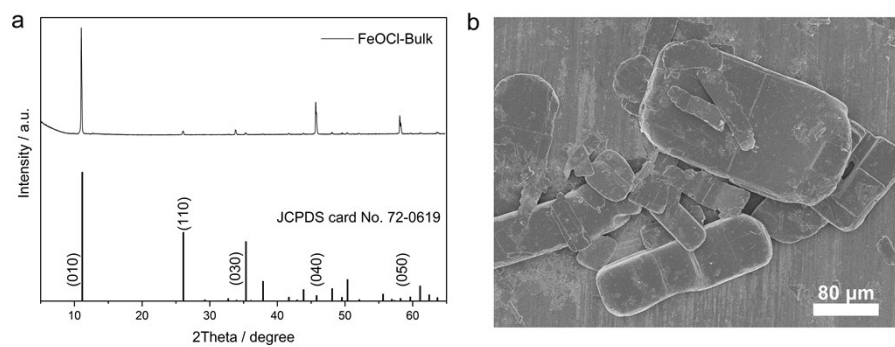 a
FeOCl-Bulk
Intensity / a.u.
JCPDS card No. 72-0619
(010)
(110)
(030)
(040)
(050)
10 20 30 40 50 60
2Theta / degree
b
80 μm